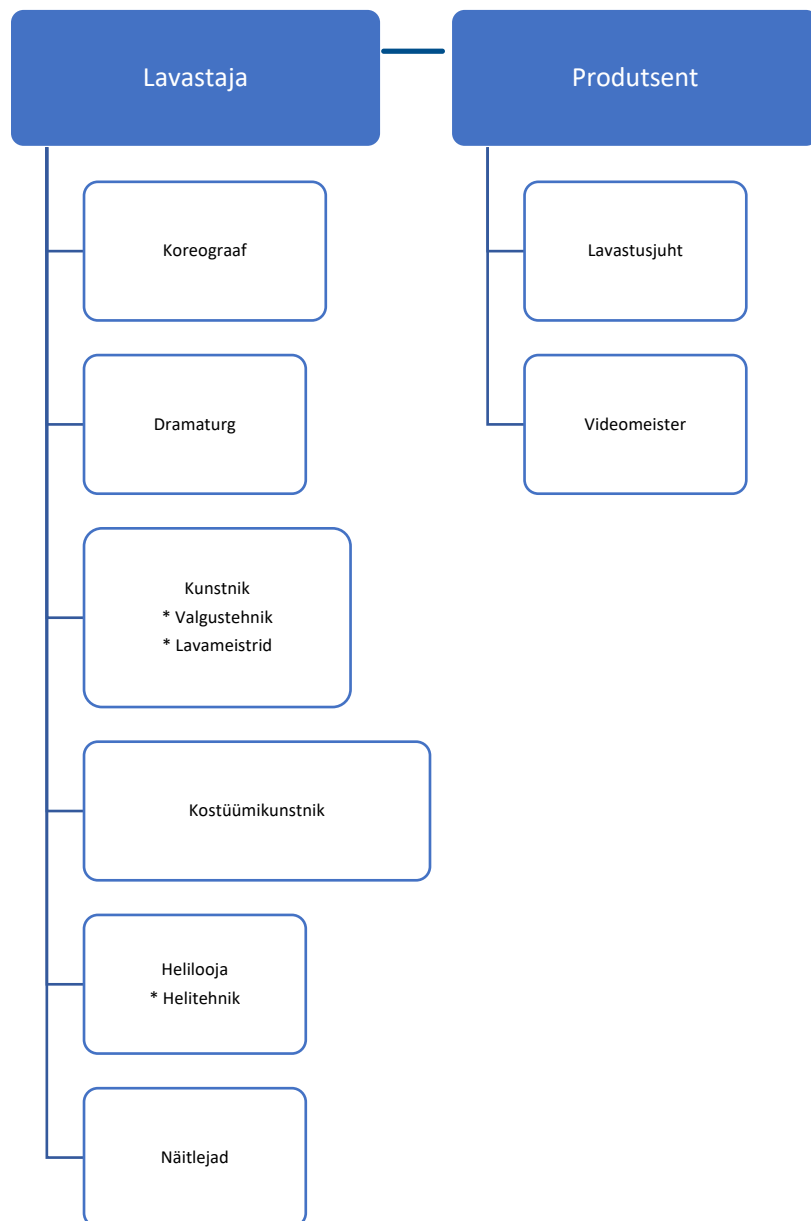 Lavastaja
Koreograaf
Dramaturg
Kunstnik
* Valgustehnik
* Lavameistrid
Kostüümikunstnik
Helilooja
* Helitehnik
Näitlejad
Produtsent
Lavastusjuht
Videomeister